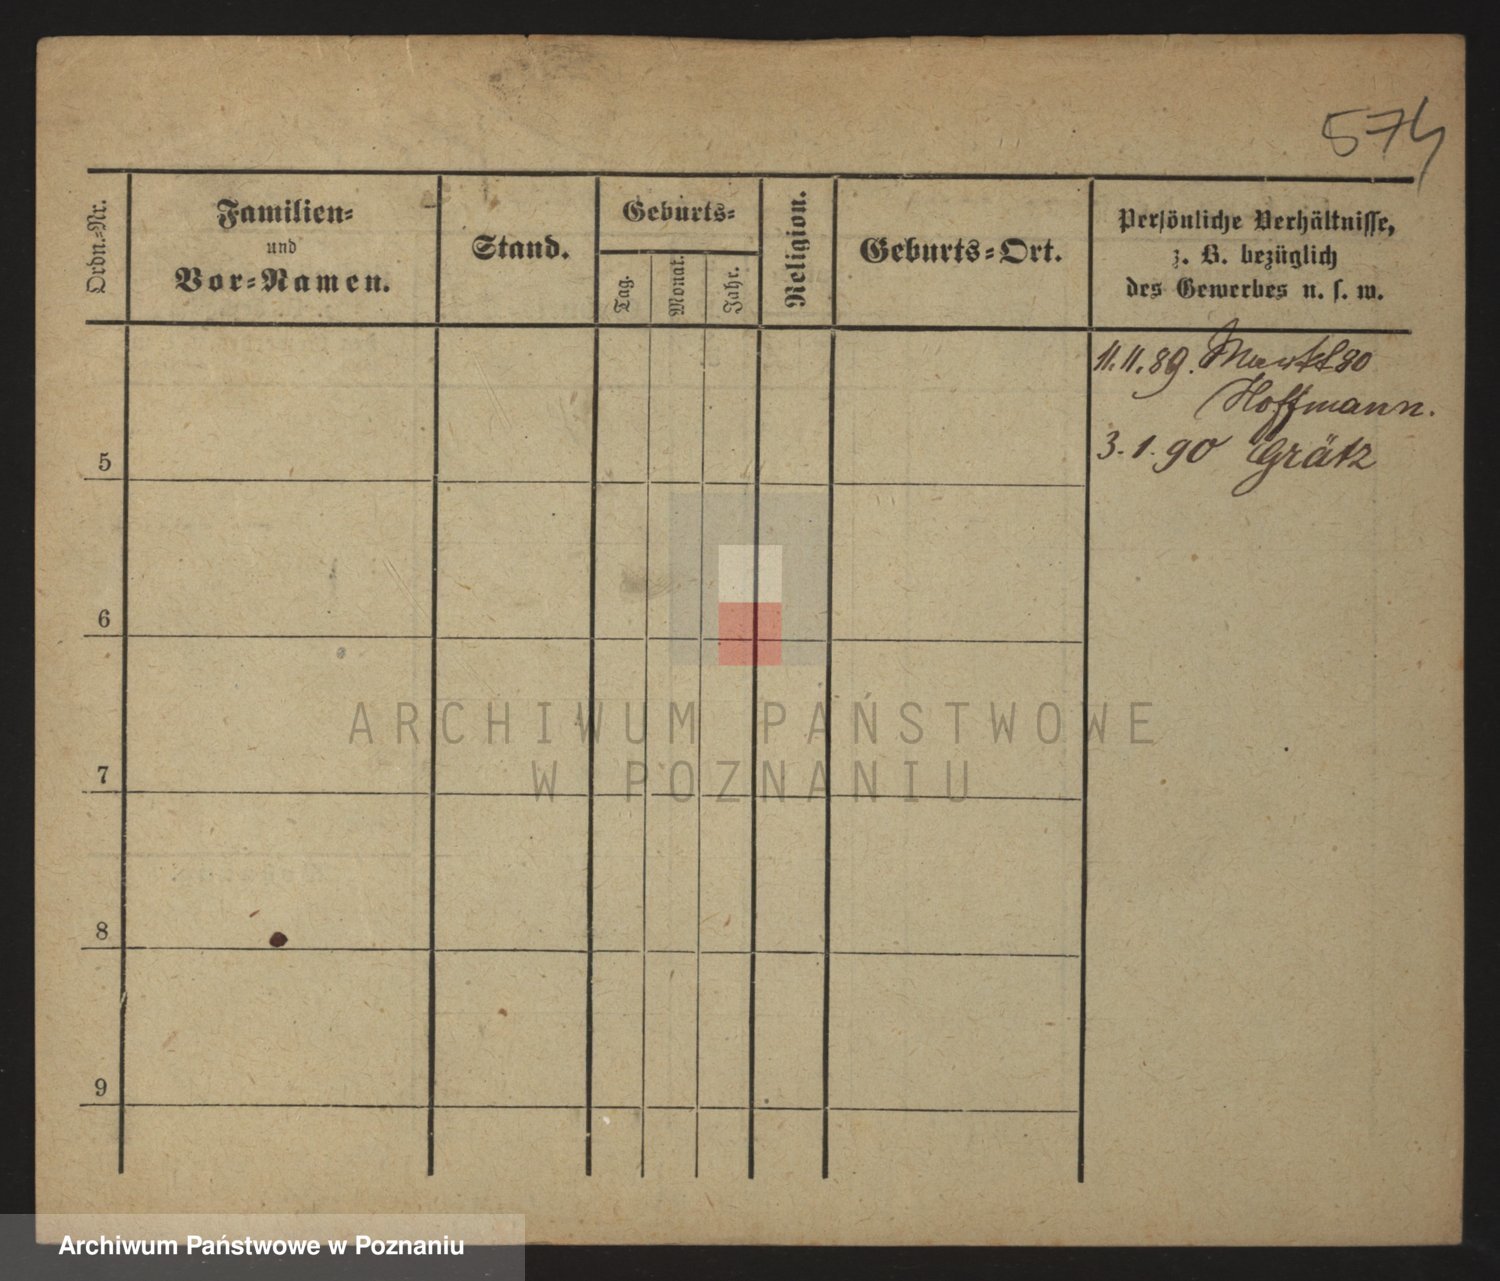 574
Ordn.-Nr.
Familien-
und
Vor-Namen.
Stand.
Geburts-
Tag.
Monat.
Jahr.
Religion.
Geburts-Ort.
Persönliche Verhältnisse,
z. B. bezüglich
des Gewerbes u. s. w.
11.11.89. Markt 80
Hoffmann.
3.1.90 Grätz
5
6
7
8
9
ARCHIWUM PAŃSTWOWE
W POZNANIU
Archiwum Państwowe w Poznaniu